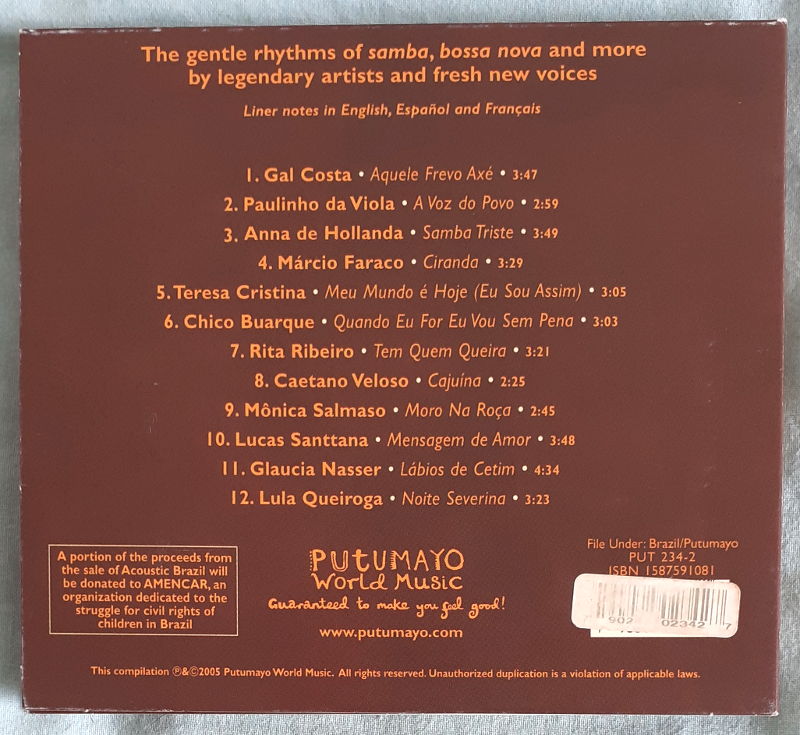 The gentle rhythms of samba, bossa nova and more
by legendary artists and fresh new voices
Liner notes in English, Español and Français
1. Gal Costa • Aquele Frevo Axé • 3:47
2. Paulinho da Viola • A Voz do Povo • 2:59
3. Anna de Hollanda • Samba Triste • 3:49
4. Márcio Faraco • Ciranda • 3:29
5. Teresa Cristina • Meu Mundo é Hoje (Eu Sou Assim) • 3:05
6. Chico Buarque • Quando Eu For Eu Vou Sem Pena • 3:03
7. Rita Ribeiro • Tem Quem Queira • 3:21
8. Caetano Veloso • Cajuína • 2:25
9. Mônica Salmaso • Moro Na Roça • 2:45
10. Lucas Santtana • Mensagem de Amor • 3:48
11. Glaucia Nasser • Lábios de Cetim • 4:34
12. Lula Queiroga • Noite Severina • 3:23
A portion of the proceeds from
the sale of Acoustic Brazil will
be donated to AMENCAR, an
organization dedicated to the
struggle for civil rights of
children in Brazil
PUTUMAYO
World Music
Guaranteed to make you feel good!
www.putumayo.com
File Under: Brazil/Putumayo
PUT 234-2
ISBN 1587591081
902 02342 7
This compilation ℗&©2005 Putumayo World Music. All rights reserved. Unauthorized duplication is a violation of applicable laws.